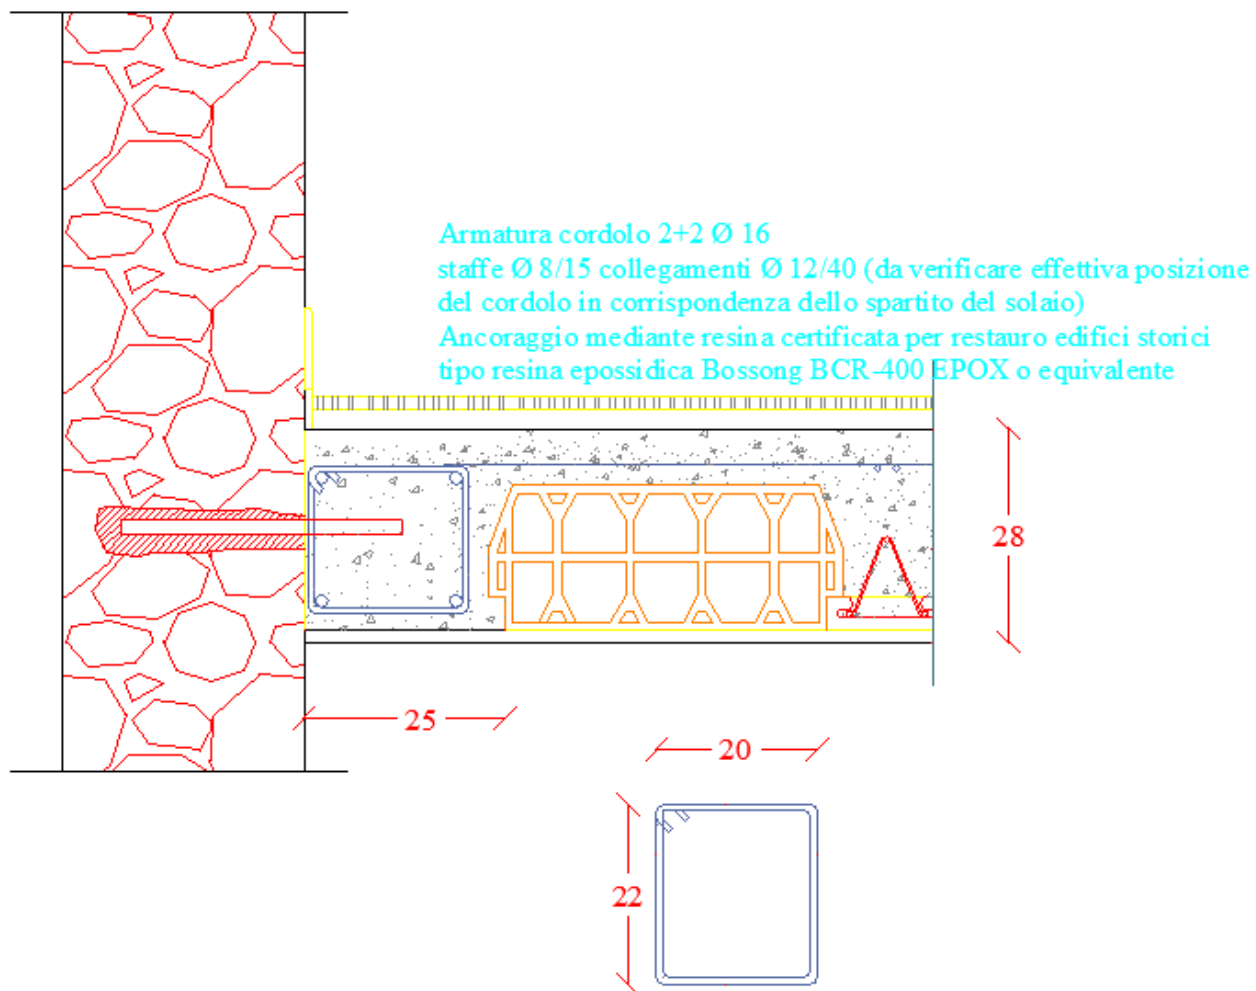 Armatura cordolo 2+2 Ø 16
staffe Ø 8/15 collegamenti Ø 12/40 (da verificare effettiva posizione
del cordolo in corrispondenza dello spartito del solaio)
Ancoraggio mediante resina certificata per restauro edifici storici
tipo resina epossidica Bossong BCR-400 EPOX o equivalente
28
25
20
22